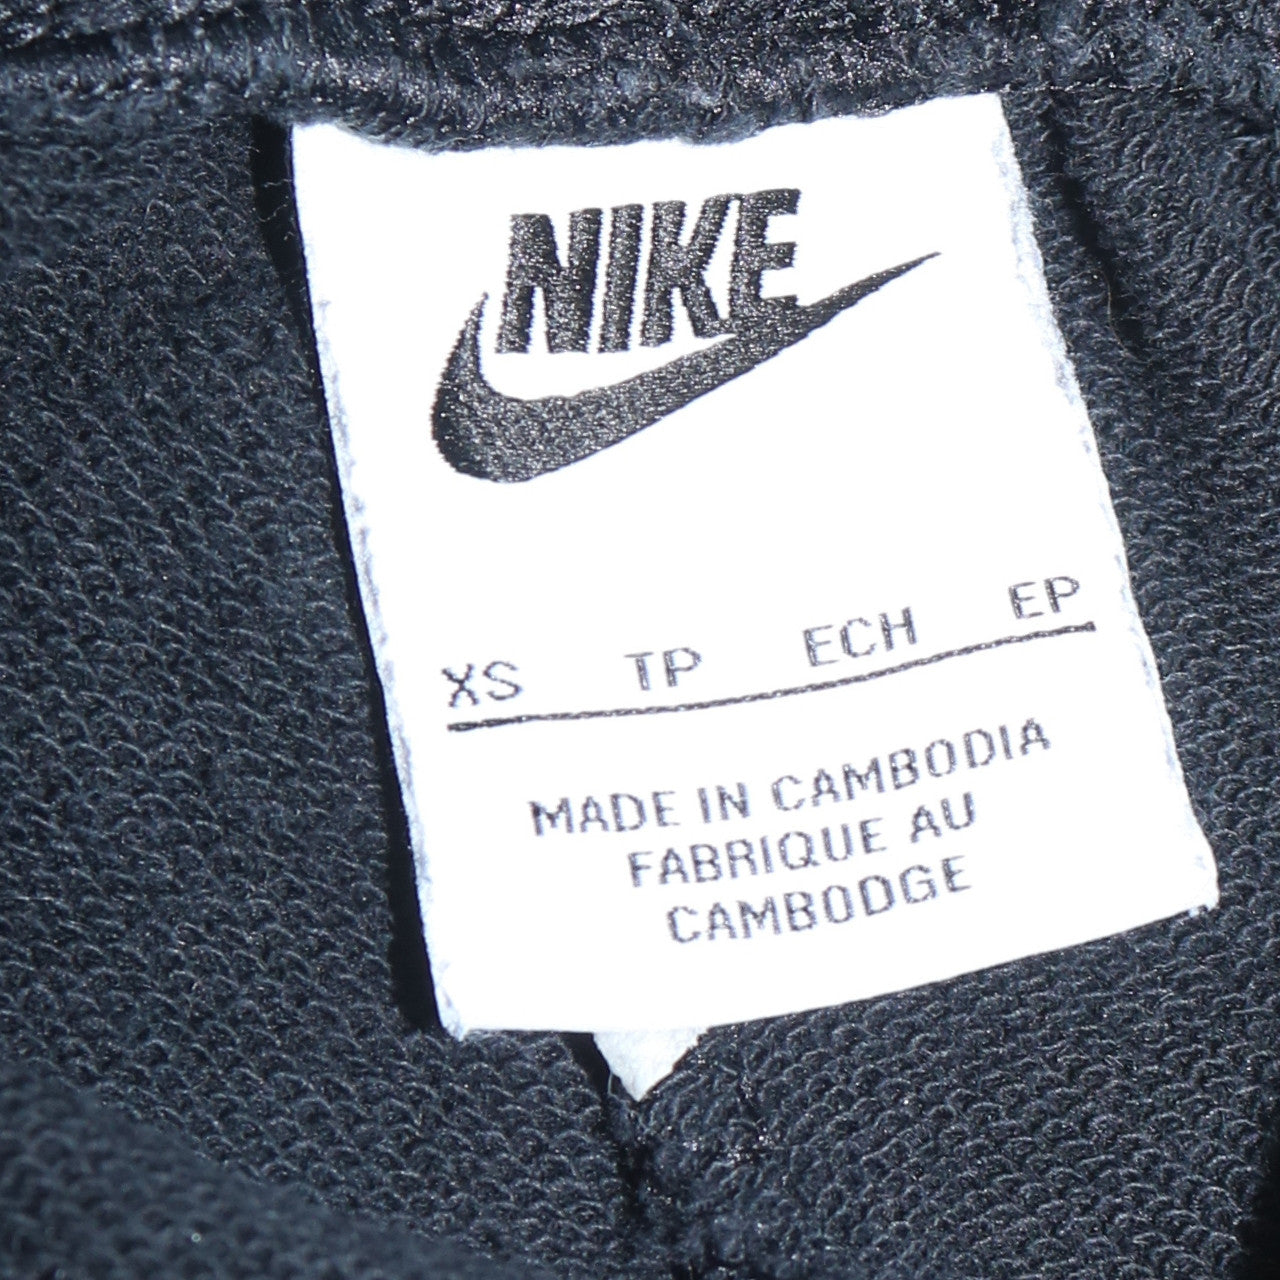 NIKE
XS TP ECH EP
MADE IN CAMBODIA
FABRIQUE AU
CAMBODGE